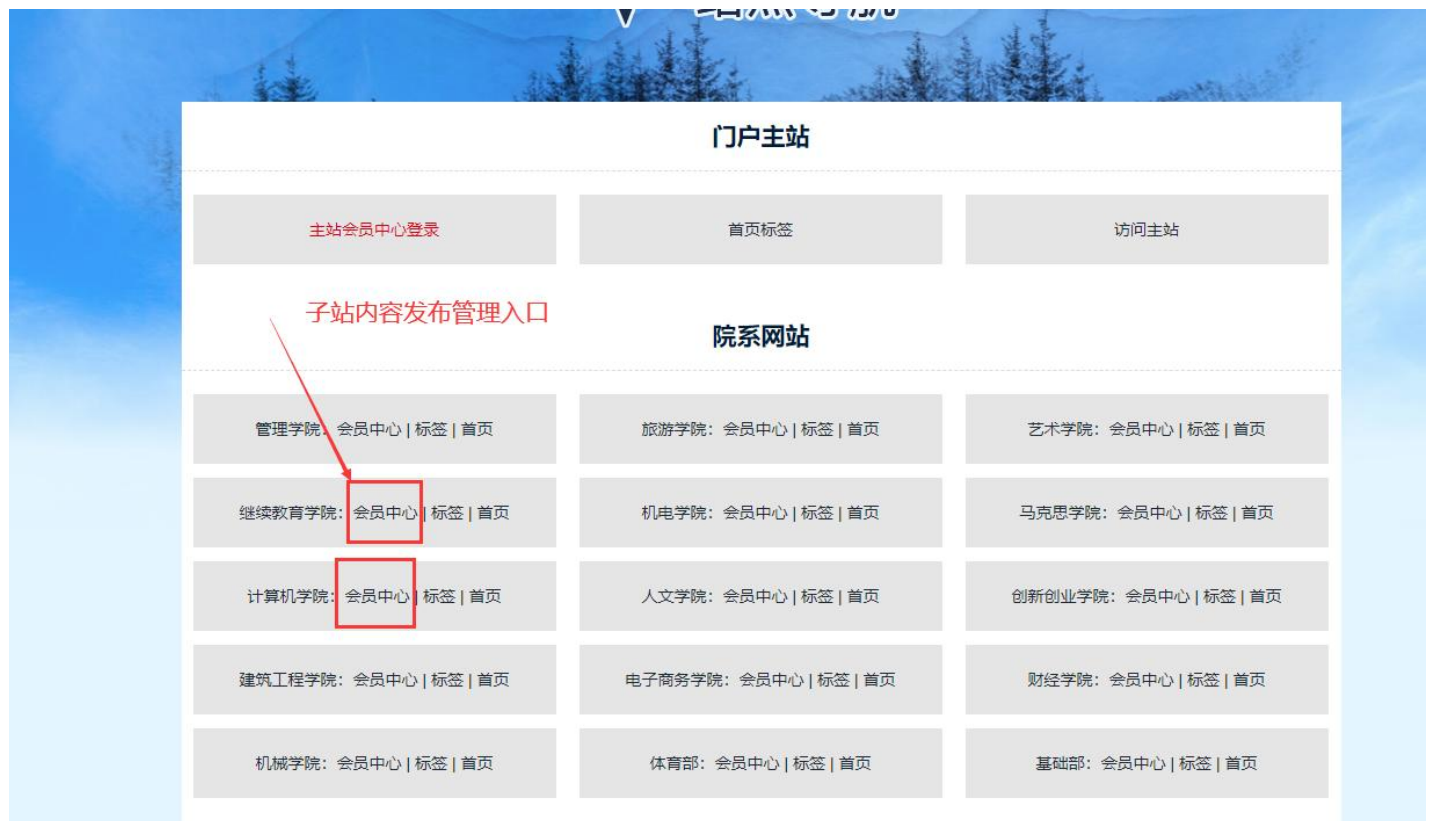 门户主站
主站会员中心登录
首页标签
访问主站
子站内容发布管理入口
院系网站
管理学院：会员中心 | 标签 | 首页
旅游学院：会员中心 | 标签 | 首页
艺术学院：会员中心 | 标签 | 首页
继续教育学院：会员中心 | 标签 | 首页
机电学院：会员中心 | 标签 | 首页
马克思学院：会员中心 | 标签 | 首页
计算机学院：会员中心 | 标签 | 首页
人文学院：会员中心 | 标签 | 首页
创新创业学院：会员中心 | 标签 | 首页
建筑工程学院：会员中心 | 标签 | 首页
电子商务学院：会员中心 | 标签 | 首页
财经学院：会员中心 | 标签 | 首页
机械学院：会员中心 | 标签 | 首页
体育部：会员中心 | 标签 | 首页
基础部：会员中心 | 标签 | 首页